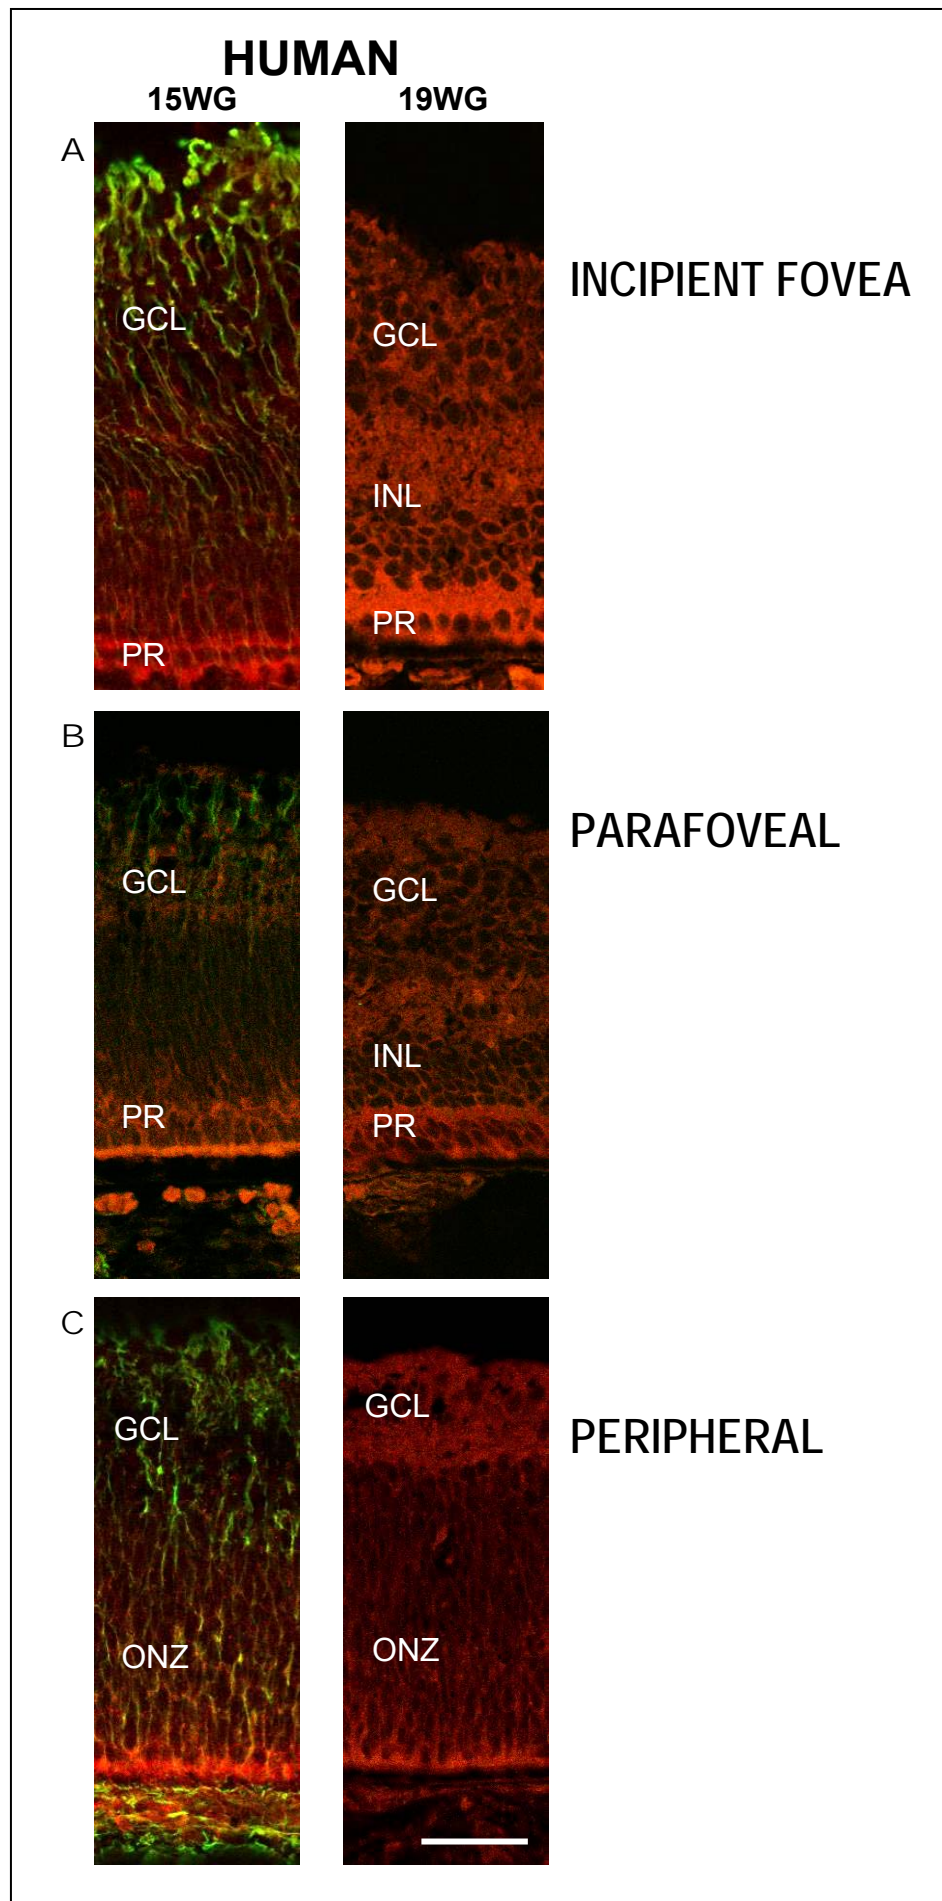 HUMAN
15WG 19WG
A
GCL
PR
GCL
INL
PR
INCIPIENT FOVEA
B
GCL
PR
GCL
INL
PR
PARAFOVEAL
C
GCL
ONZ
GCL
ONZ
PERIPHERAL